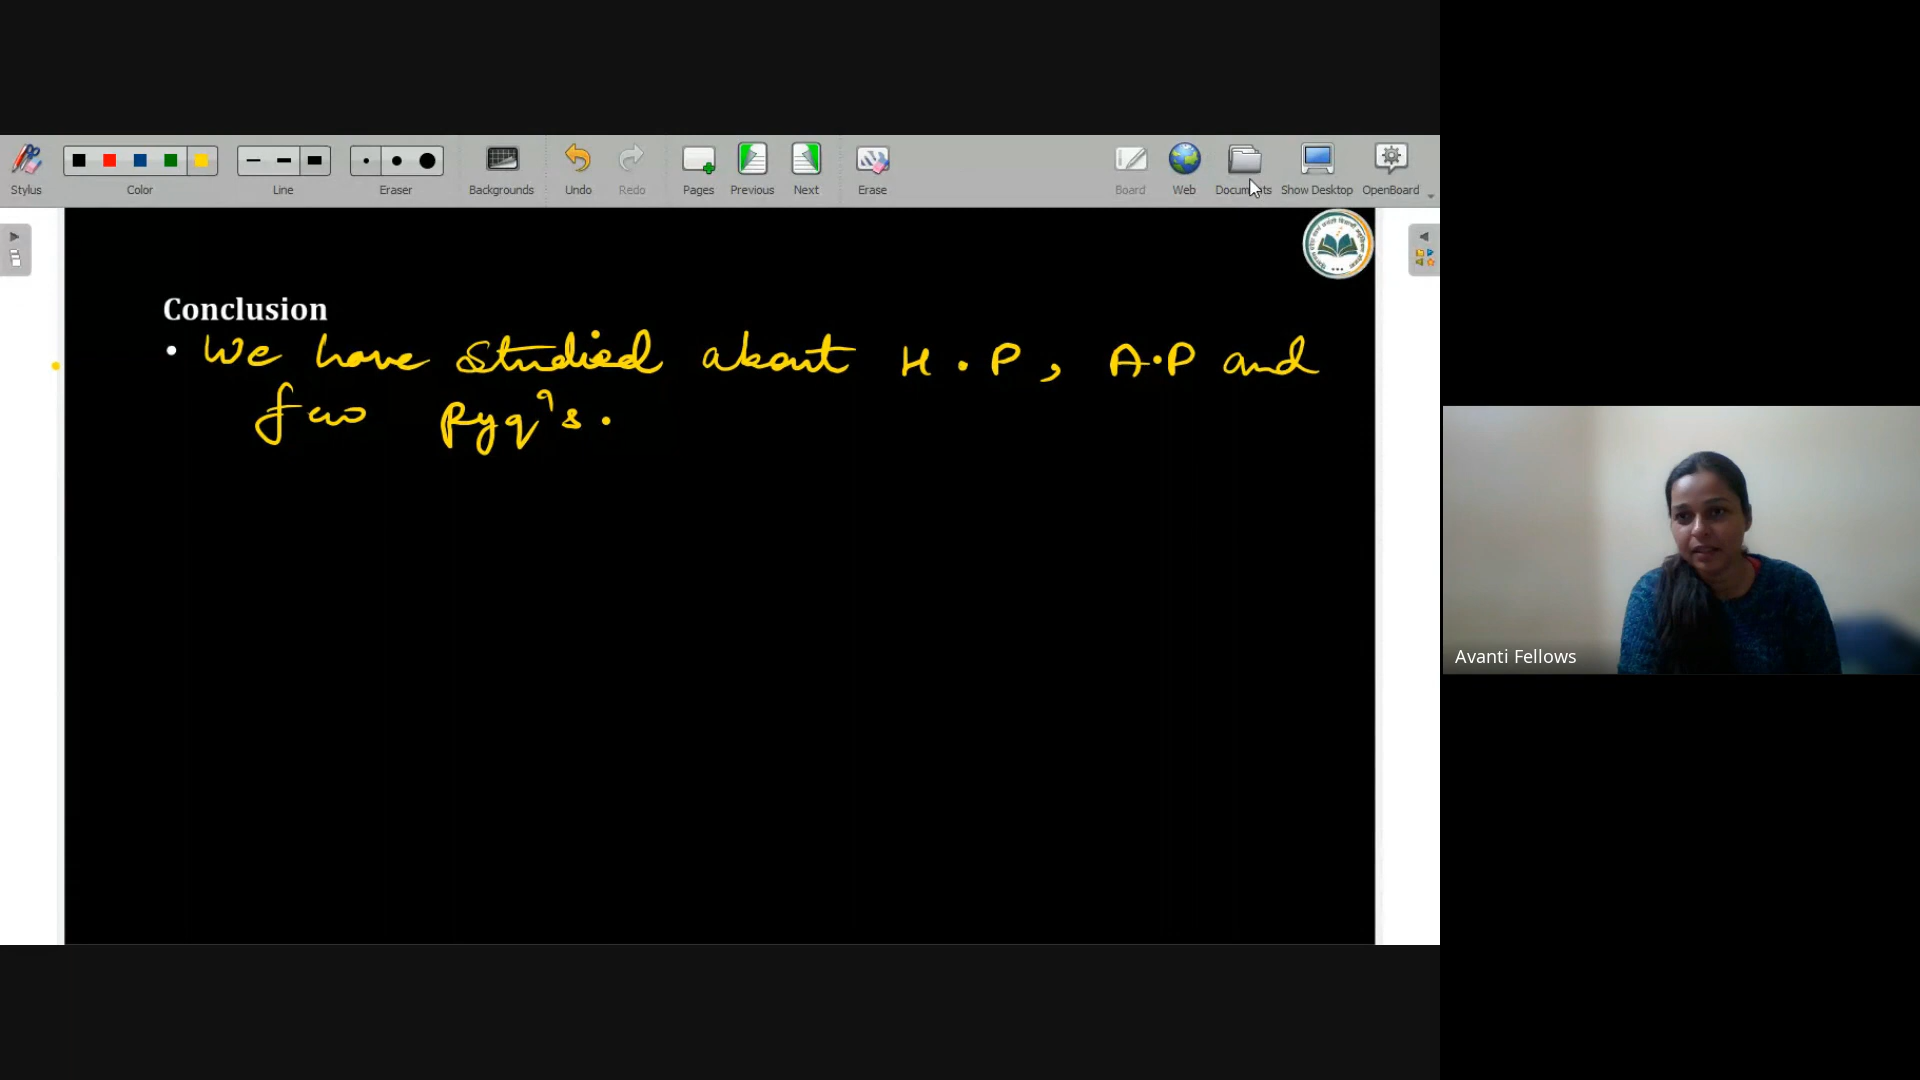 Stylus
Color
Line
Eraser
Backgrounds
Undo
Redo
Pages
Previous
Next
Erase
Board
Web
Documents
Show Desktop
OpenBoard
Conclusion
• We have studied about H.P, A.P and
few pyq's.
Avanti Fellows